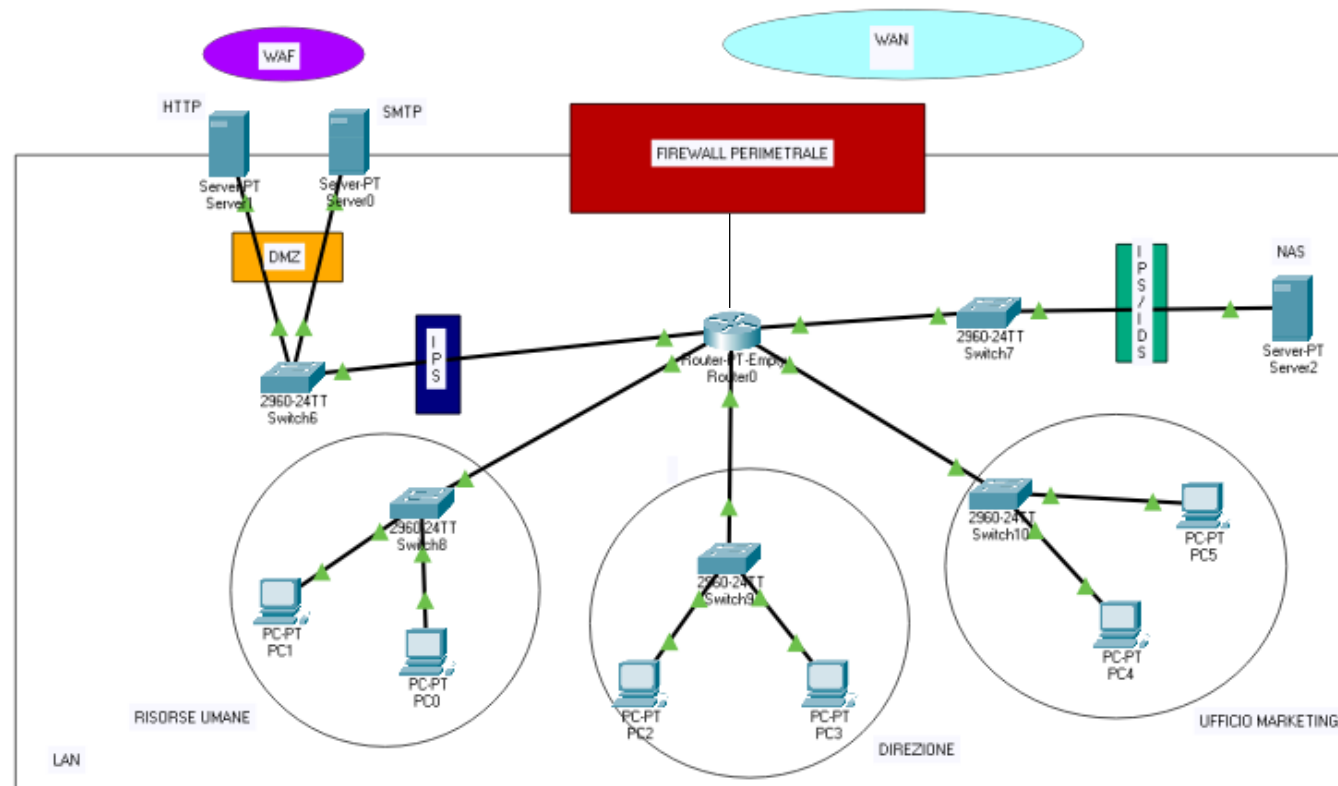 WAF
WAN
HTTP
SMTP
FIREWALL PERIMETRALE
Server-PT
Server1
Server-PT
Server0
DMZ
IPS/IDS
NAS
IPS
2960-24TT
Switch6
Router-PT-Empty
Router0
2960-24TT
Switch7
Server-PT
Server2
2960-24TT
Switch8
2960-24TT
Switch9
2960-24TT
Switch10
PC-PT
PC5
PC-PT
PC1
PC-PT
PC0
PC-PT
PC2
PC-PT
PC3
PC-PT
PC4
RISORSE UMANE
DIREZIONE
UFFICIO MARKETING
LAN